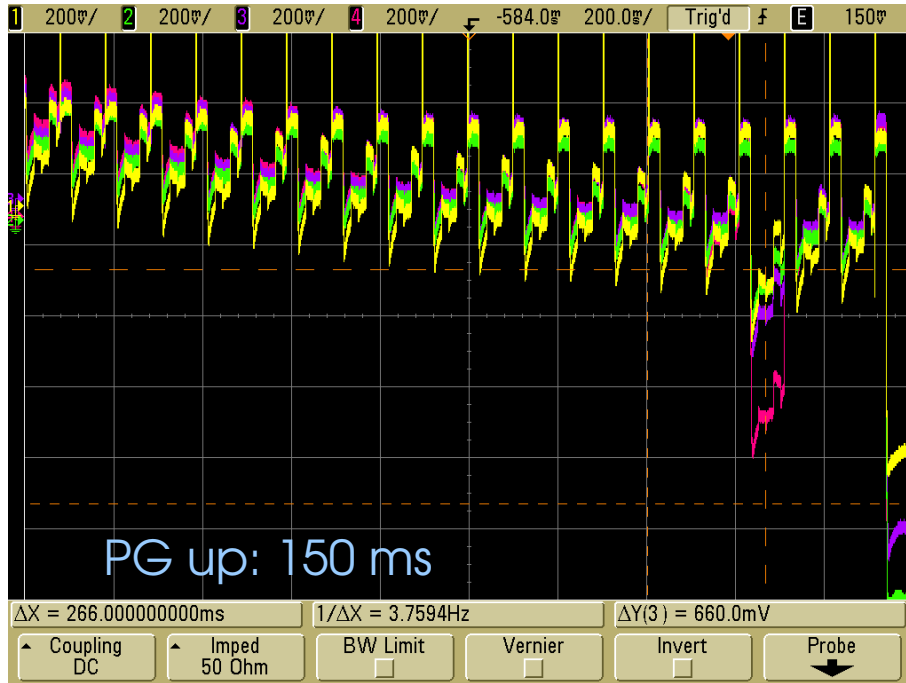 1 200mV/ 2 200mV/ 3 200mV/ 4 200mV/ -584.0ms 200.0ms/ Trig'd E 150mV
PG up: 150 ms
ΔX = 266.000000000ms 1/ΔX = 3.7594Hz ΔY(3) = 660.0mV
Coupling Imped BW Limit Vernier Invert Probe
DC 50 Ohm